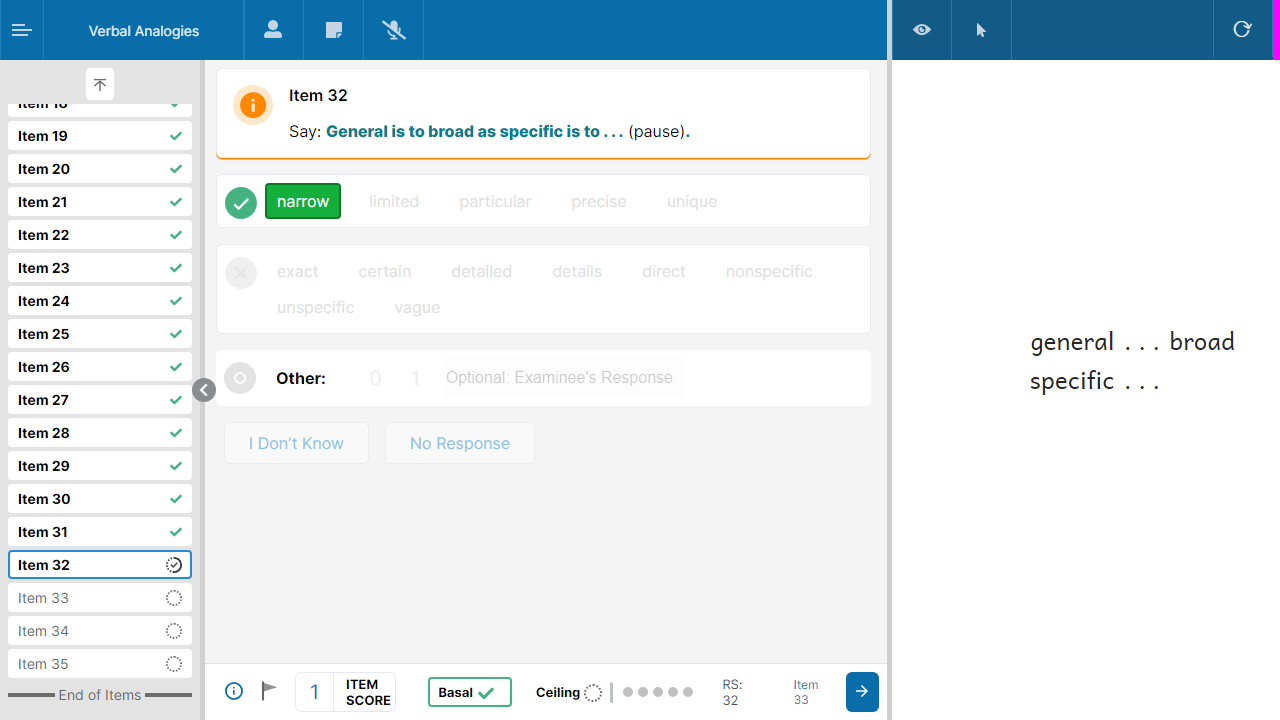 Verbal Analogies
Item 18
Item 19
Item 20
Item 21
Item 22
Item 23
Item 24
Item 25
Item 26
Item 27
Item 28
Item 29
Item 30
Item 31
Item 32
Item 33
Item 34
Item 35
End of Items
Item 32
Say: General is to broad as specific is to . . . (pause).
narrow limited particular precise unique
exact certain detailed details direct nonspecific
unspecific vague
Other: 0 1 Optional: Examinee's Response
I Don't Know No Response
1 ITEM SCORE Basal Ceiling RS: 32 Item 33
general . . . broad
specific . . .